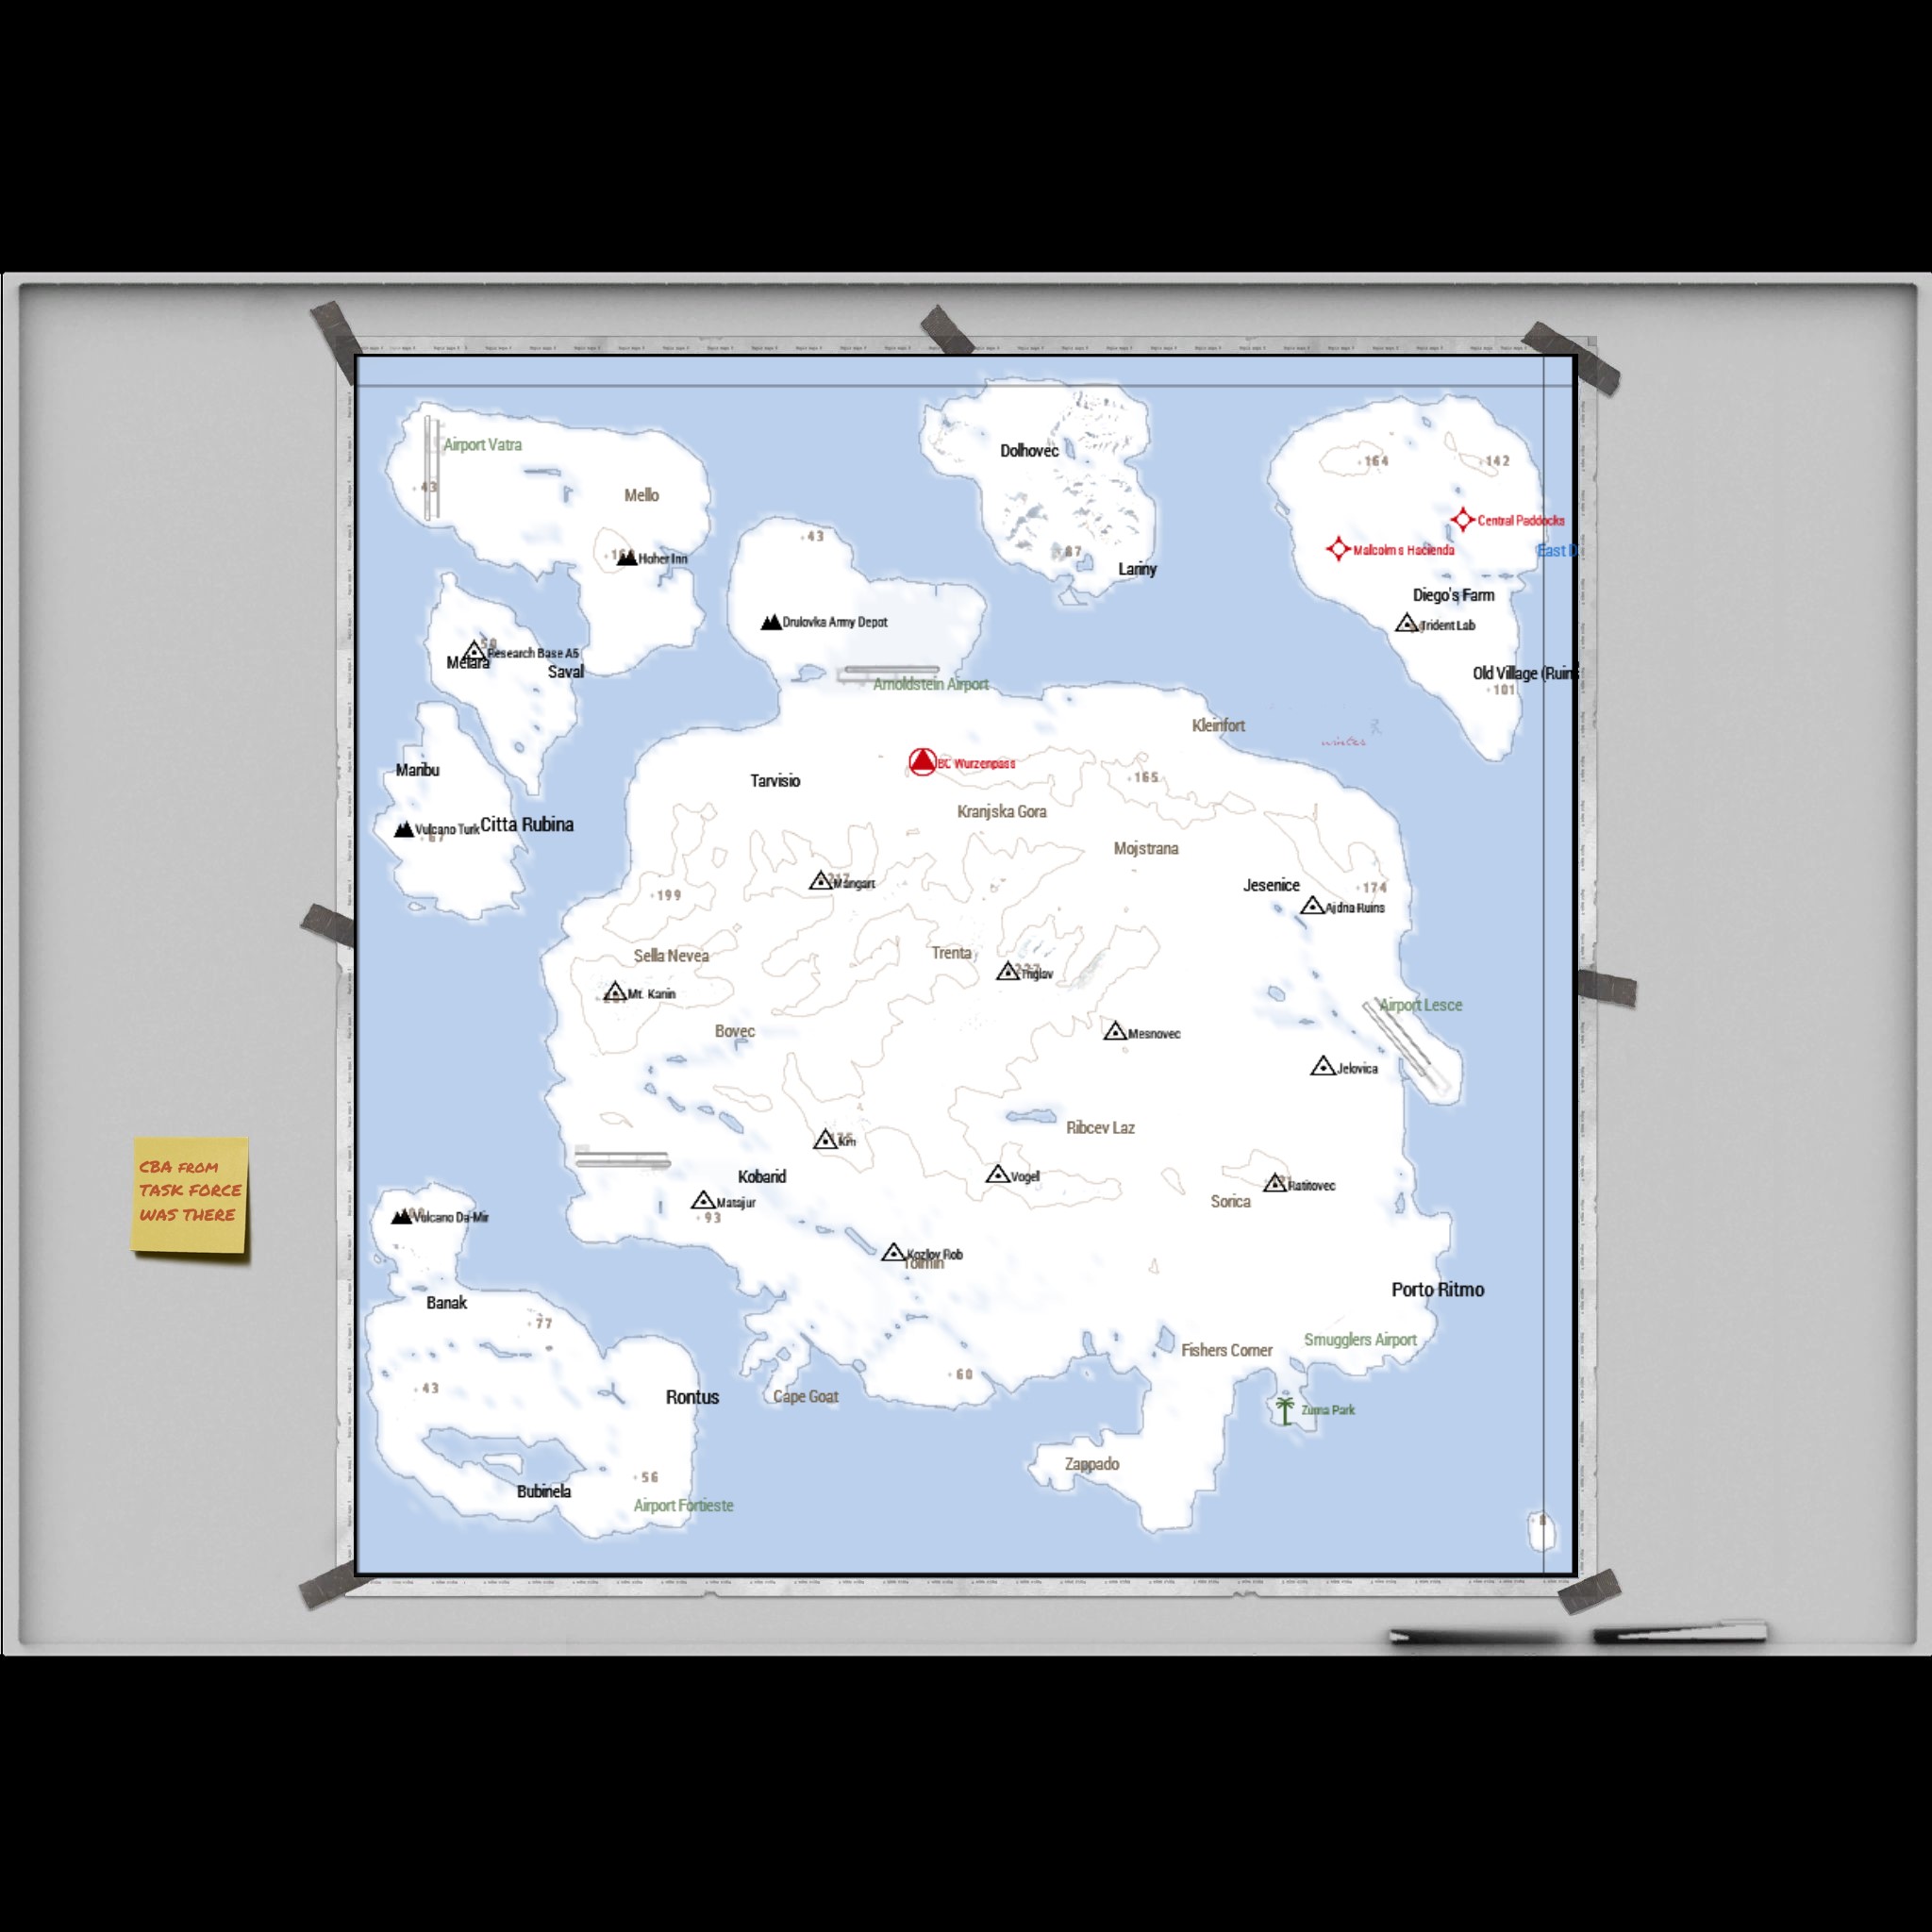 Airport Vatra
43
Mello
Hoher Inn
Dolhovec
87
Lariny
164
142
Central Paddocks
Malcolm s Hacienda
East D
Diego's Farm
Trident Lab
Old Village (Ruin
101
43
Drulovka Army Depot
Arnoldstein Airport
Research Base A5
Melara
Saval
Maribu
Vulcano Turk
67
Citta Rubina
Kleinfort
winter
BC Wurzenpass
Tarvisio
165
Kranjska Gora
Mojstrana
Mangart
199
Jesenice
174
Ajdna Ruins
Sella Nevea
Trenta
Triglav
Mt. Kanin
Airport Lesce
Bovec
Mesnovec
Jelovica
Ribcev Laz
Krn
Kobarid
Vogel
Ratitovec
Matajur
93
Sorica
CBA FROM
TASK FORCE
WAS THERE
Vulcano Da-Mir
Kozlov Rob
Tolmin
Banak
77
Porto Ritmo
Smugglers Airport
Fishers Corner
43
60
Rontus
Cape Goat
Zuma Park
Zappado
56
Bubinela
Airport Fortieste
8